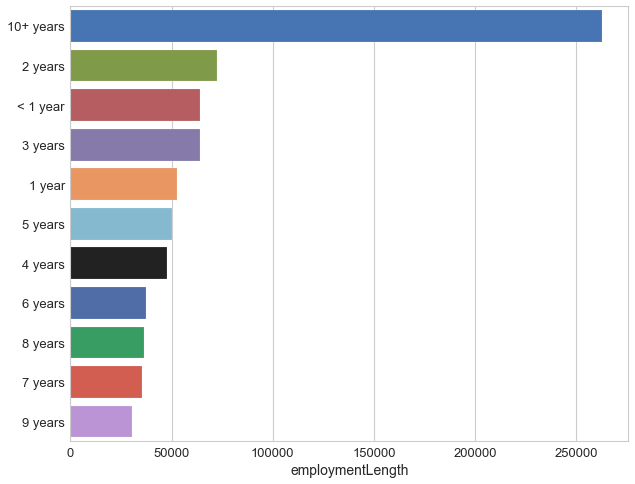 10+ years
2 years
< 1 year
3 years
1 year
5 years
4 years
6 years
8 years
7 years
9 years
0 50000 100000 150000 200000 250000
employmentLength